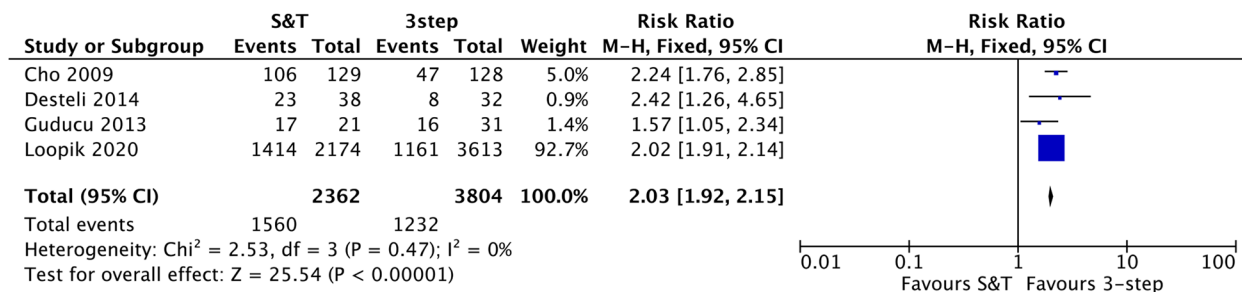 S&T 3step Risk Ratio Risk Ratio
Study or Subgroup Events Total Events Total Weight M-H, Fixed, 95% CI M-H, Fixed, 95% CI
Cho 2009 106 129 47 128 5.0% 2.24 [1.76, 2.85]
Desteli 2014 23 38 8 32 0.9% 2.42 [1.26, 4.65]
Guducu 2013 17 21 16 31 1.4% 1.57 [1.05, 2.34]
Loopik 2020 1414 2174 1161 3613 92.7% 2.02 [1.91, 2.14]
Total (95% CI) 2362 3804 100.0% 2.03 [1.92, 2.15]
Total events 1560 1232
Heterogeneity: Chi² = 2.53, df = 3 (P = 0.47); I² = 0%
Test for overall effect: Z = 25.54 (P < 0.00001)
0.01 0.1 1 10 100
Favours S&T Favours 3-step